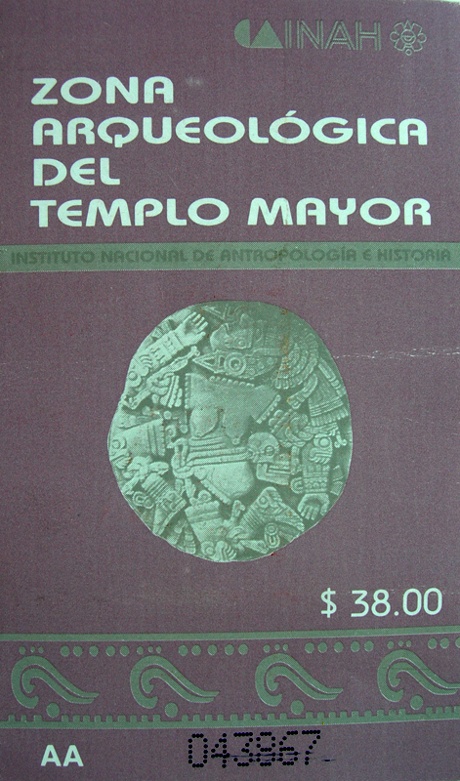 INAH
ZONA
ARQUEOLÓGICA
DEL
TEMPLO MAYOR
INSTITUTO NACIONAL DE ANTROPOLOGÍA E HISTORIA
$ 38.00
AA
043867